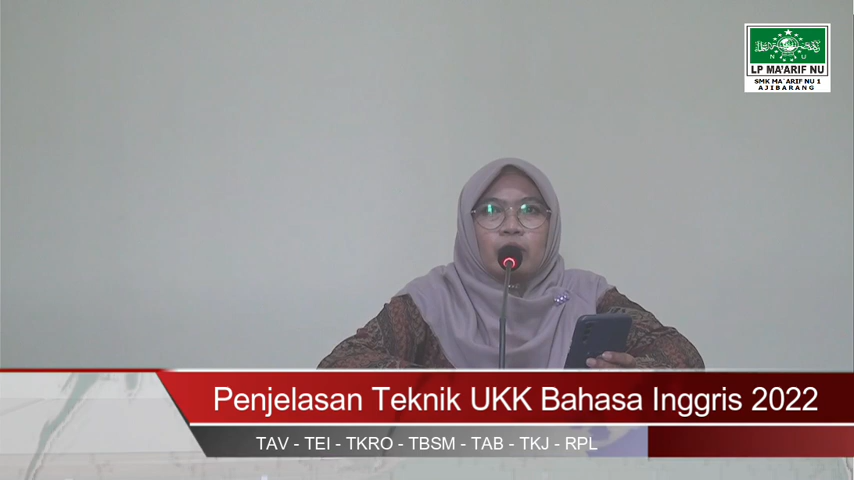 N U
LP MA'ARIF NU
SMK MA`ARIF NU 1
AJIBARANG
Penjelasan Teknik UKK Bahasa Inggris 2022
TAV - TEI - TKRO - TBSM - TAB - TKJ - RPL